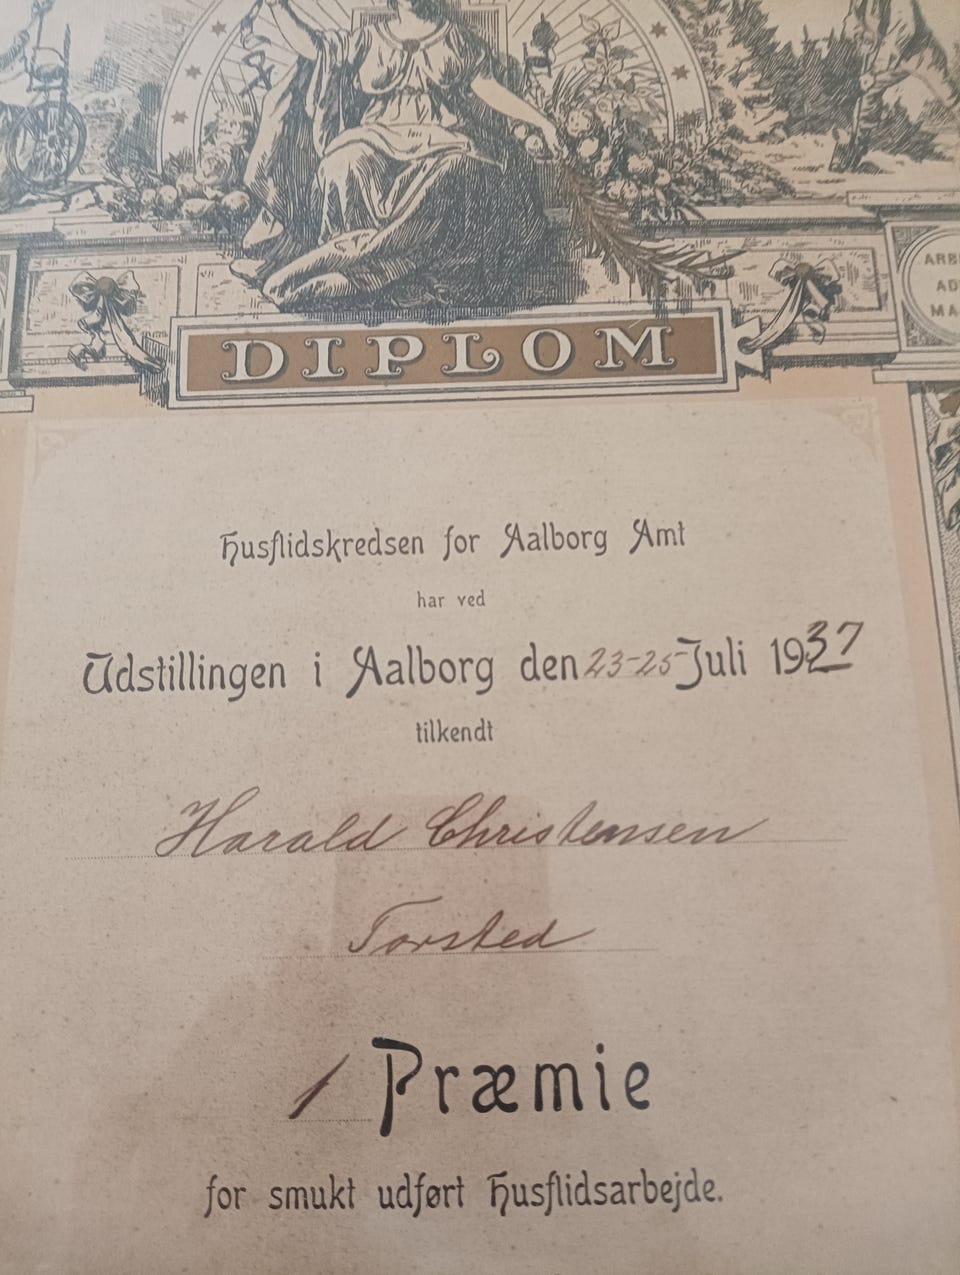 DIPLOM
Husflidskredsen for Aalborg Amt
har ved
Udstillingen i Aalborg den 23-25 Juli 1937
tilkendt
Harald Christensen
Torsted
1 Præmie
for smukt udført Husflidsarbejde.